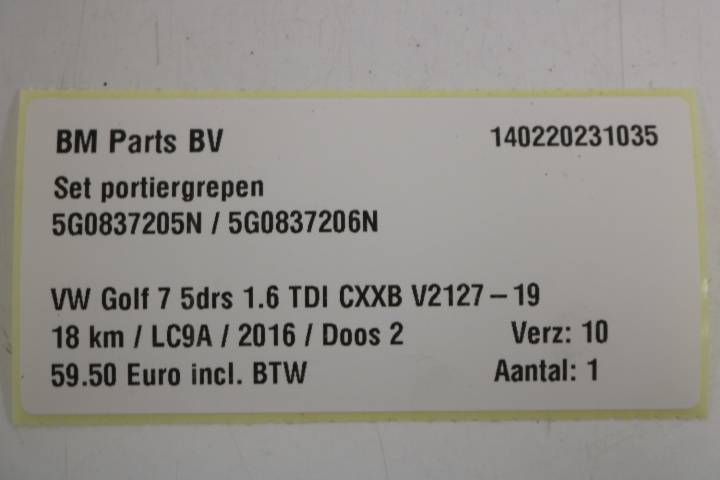 BM Parts BV 140220231035
Set portiergrepen
5G0837205N / 5G0837206N
VW Golf 7 5drs 1.6 TDI CXXB V2127-19
18 km / LC9A / 2016 / Doos 2 Verz: 10
59.50 Euro incl. BTW Aantal: 1